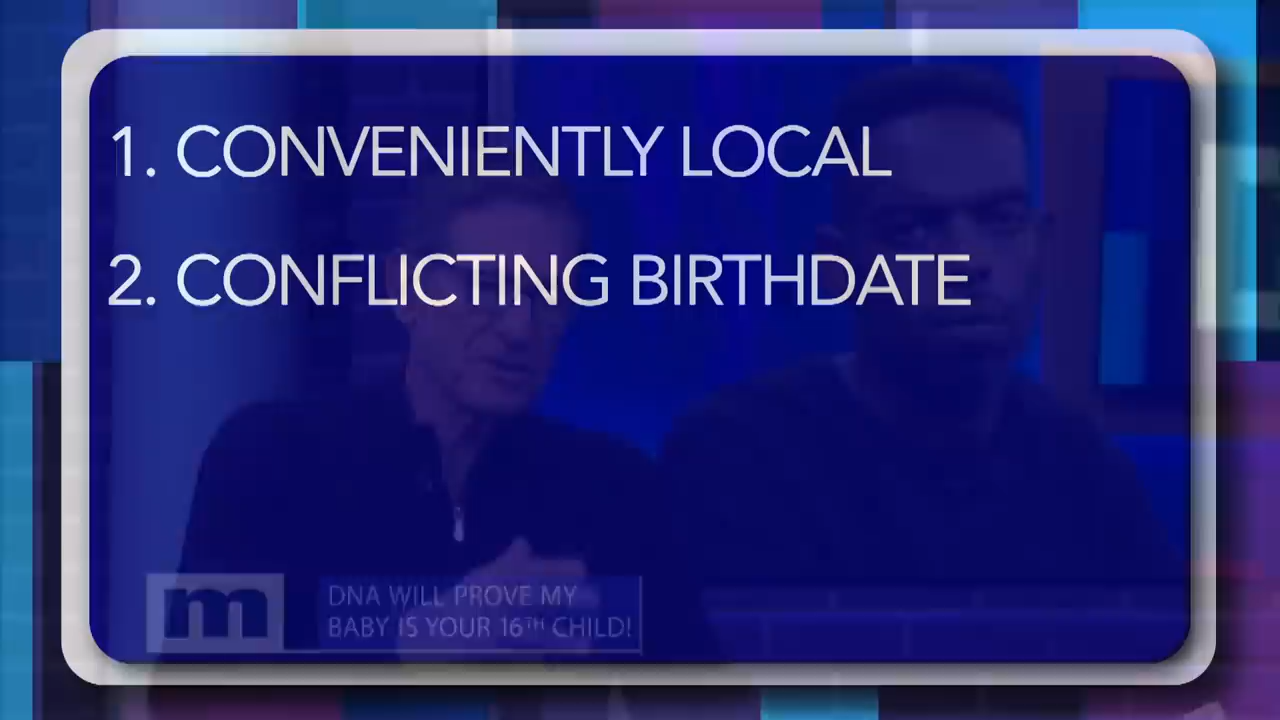 1. CONVENIENTLY LOCAL
2. CONFLICTING BIRTHDATE
m
DNA WILL PROVE MY
BABY IS YOUR 16TH CHILD!